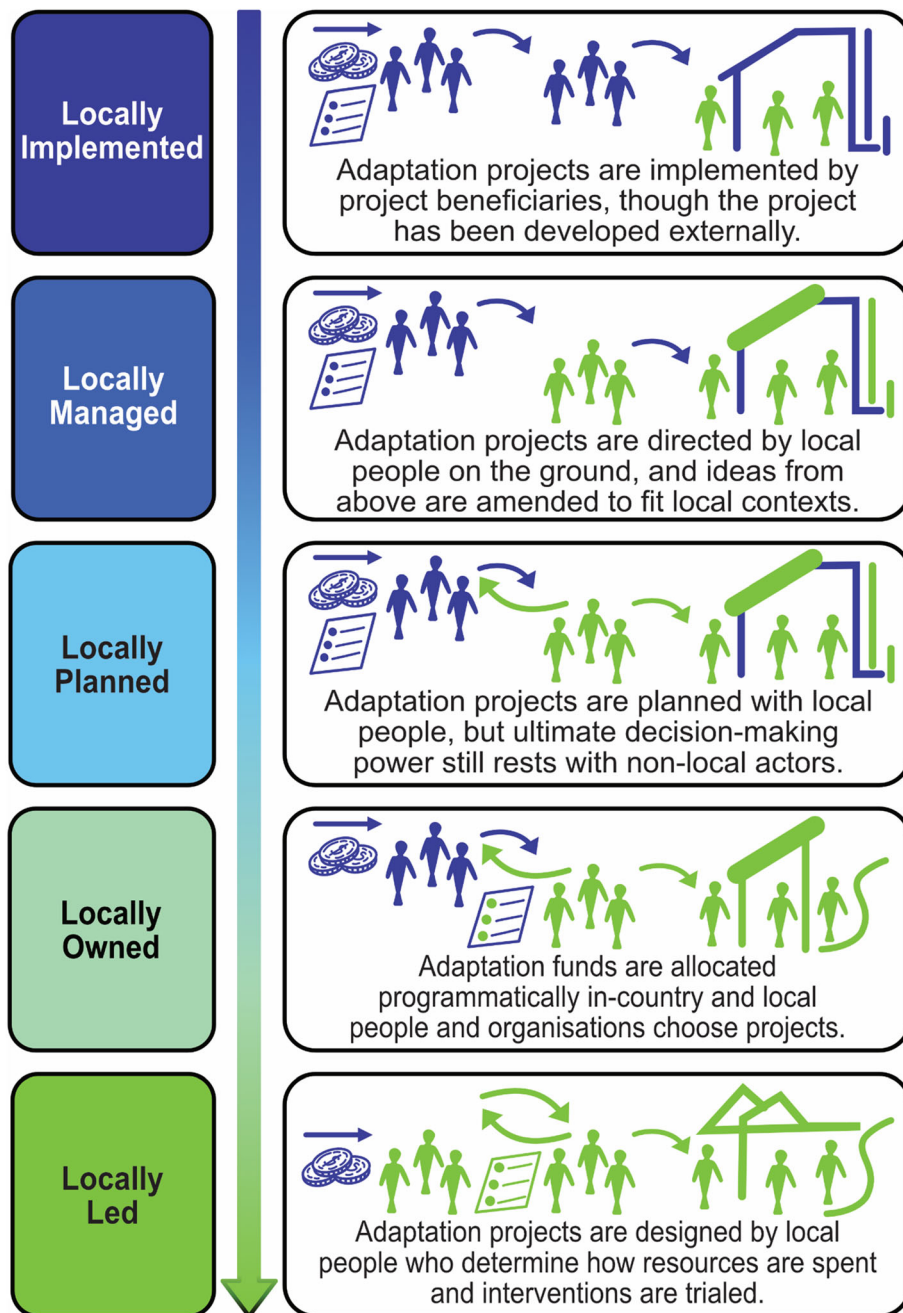 Locally
Implemented
Adaptation projects are implemented by
project beneficiaries, though the project
has been developed externally.
Locally
Managed
Adaptation projects are directed by local
people on the ground, and ideas from
above are amended to fit local contexts.
Locally
Planned
Adaptation projects are planned with local
people, but ultimate decision-making
power still rests with non-local actors.
Locally
Owned
Adaptation funds are allocated
programmatically in-country and local
people and organisations choose projects.
Locally
Led
Adaptation projects are designed by local
people who determine how resources are spent
and interventions are trialed.